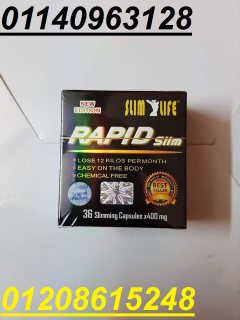 01140963128
NEW
EDITION
SLIM LIFE
RAPID Slim
LOSE 12 KILOS PERMONTH
EASY ON THE BODY
CHEMICAL FREE
BEST
SELLER
36 Slimming Capsules x400 mg
01208615248